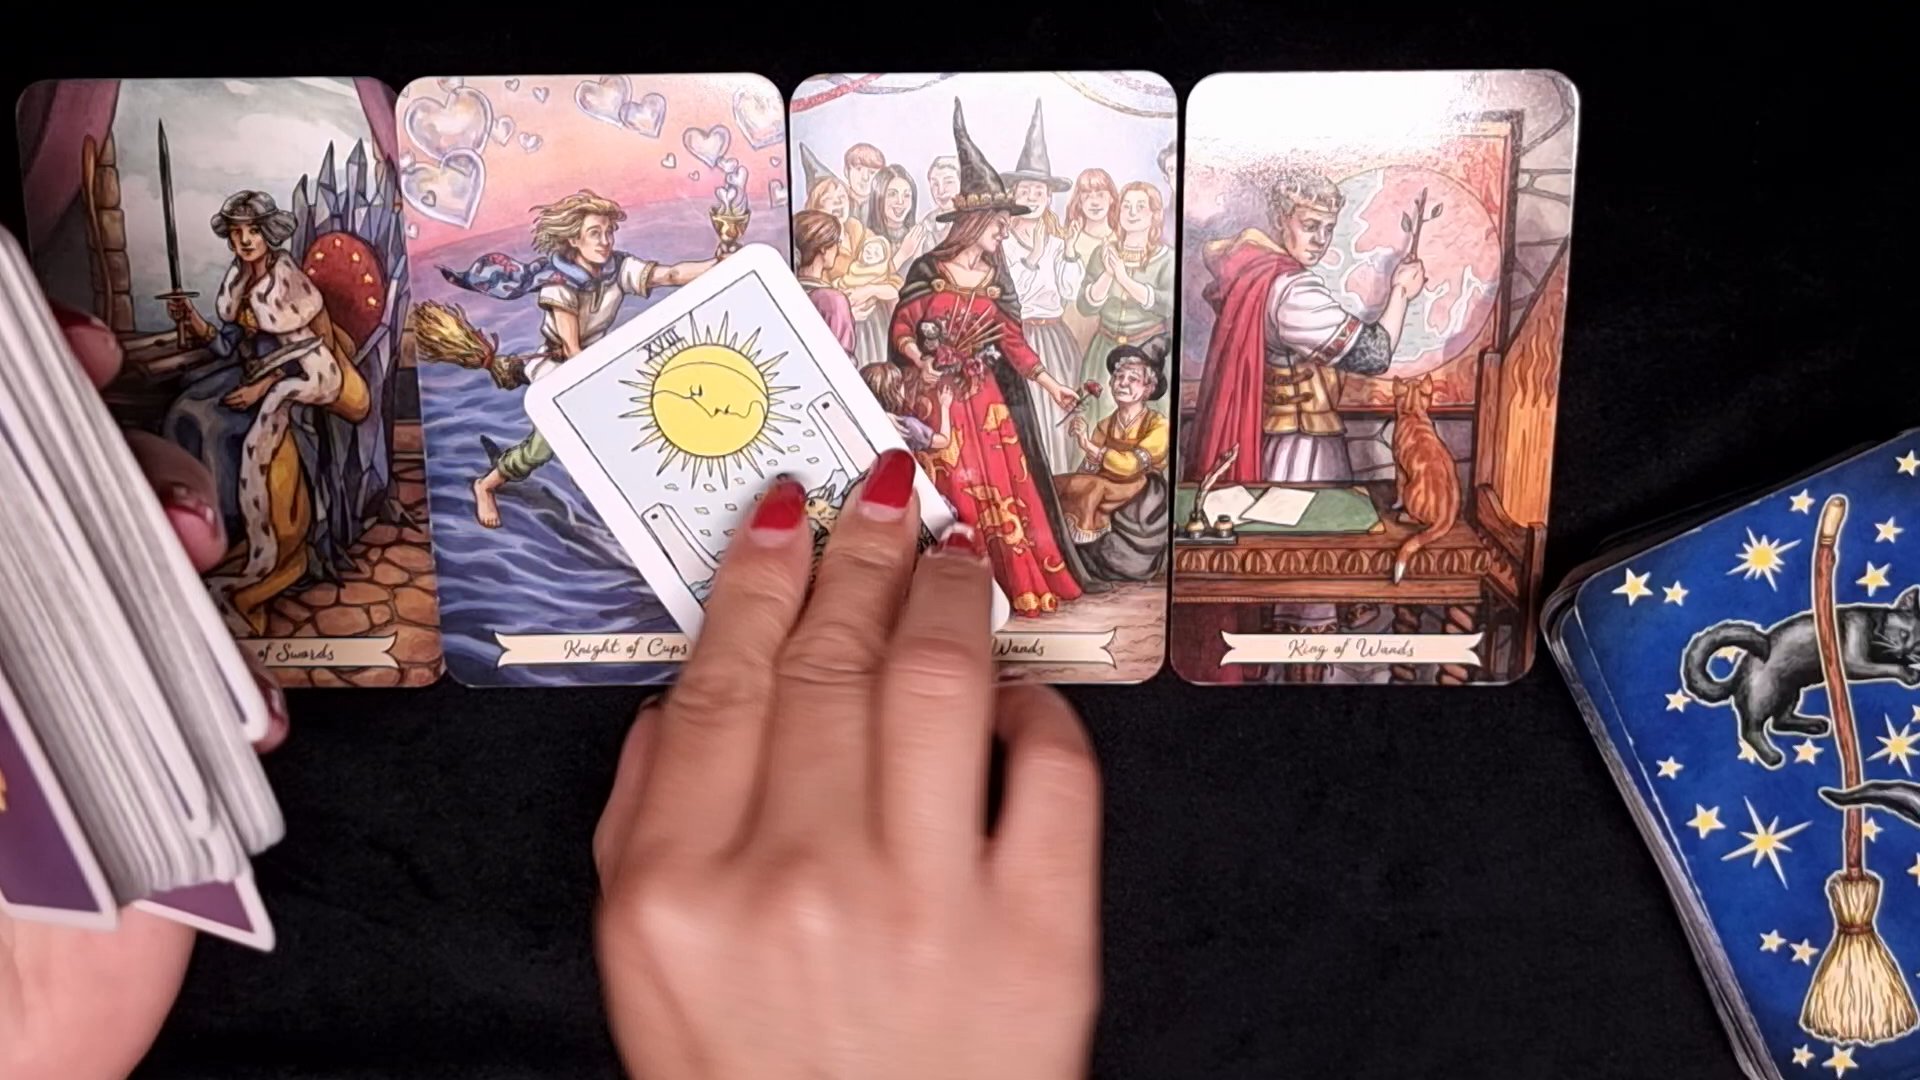 of Swords
Knight of Cups
Wands
King of Wands
XVIII